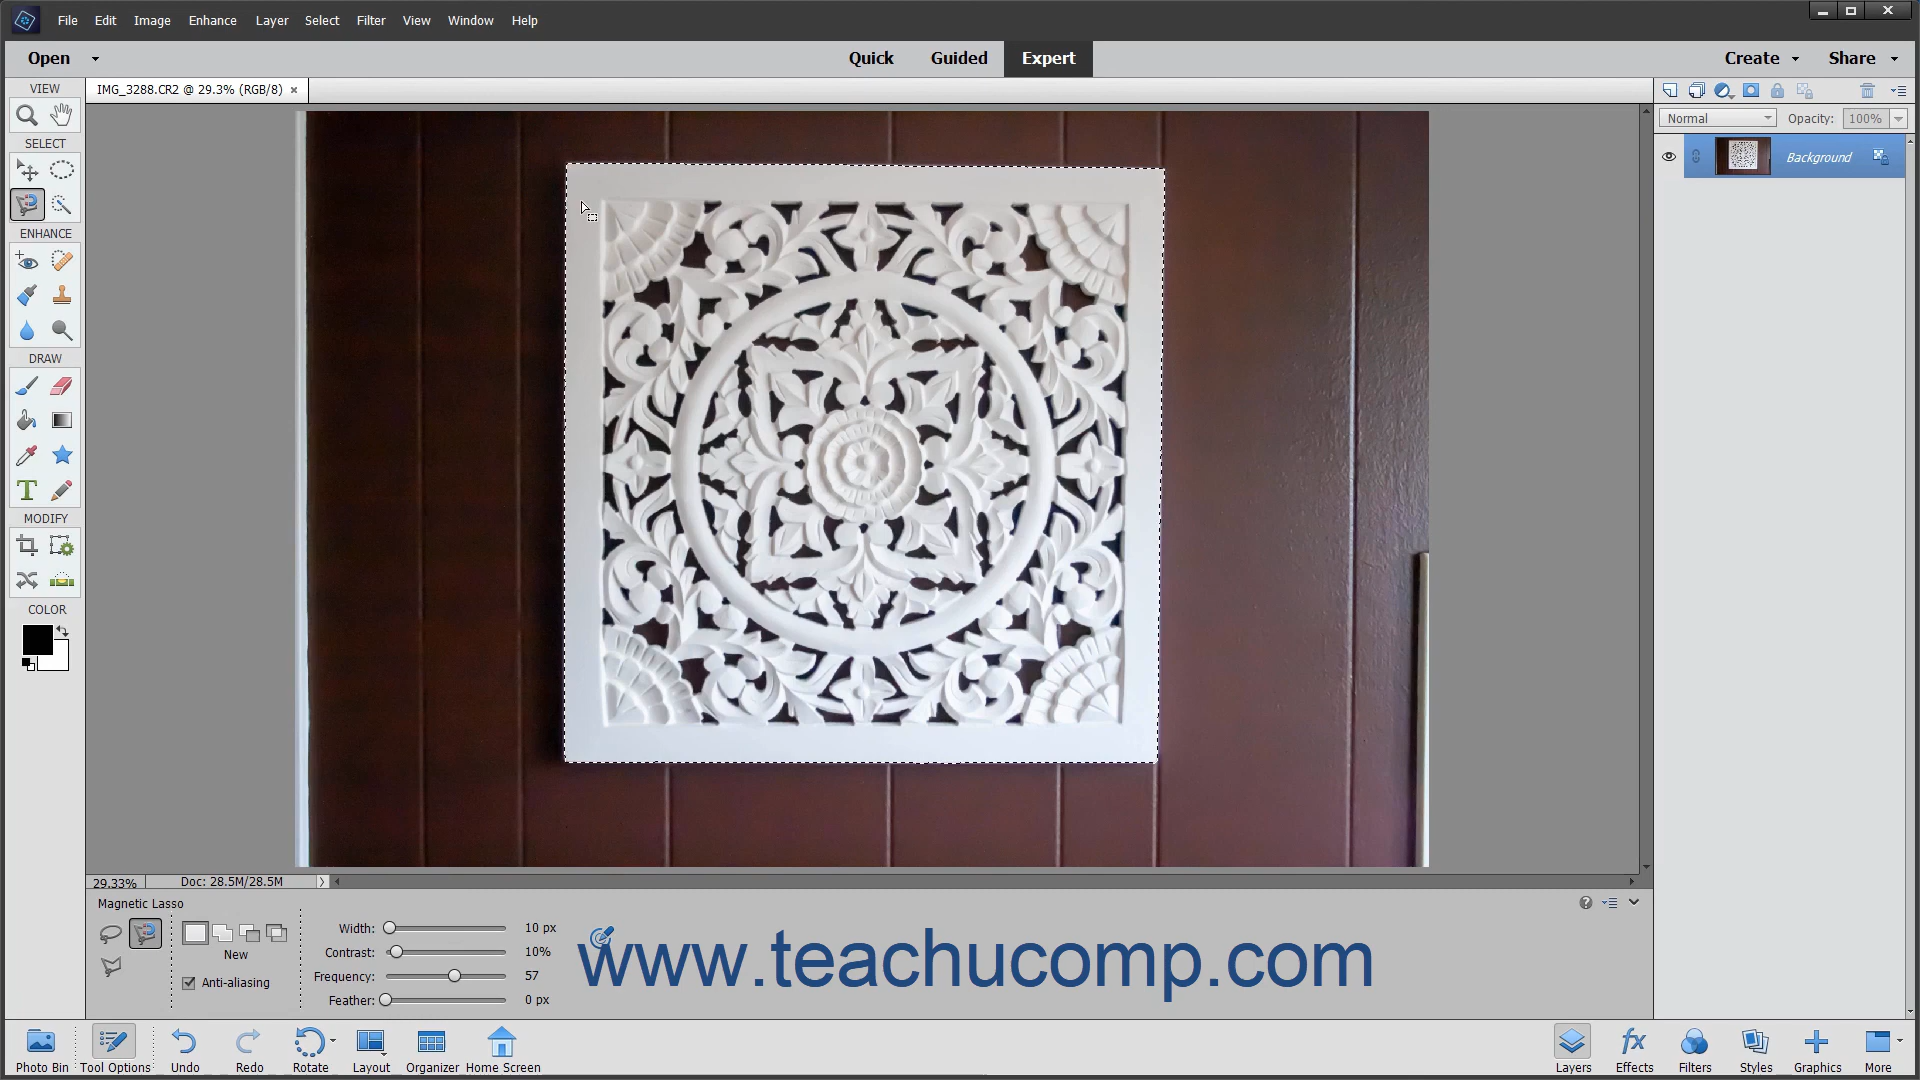 File Edit Image Enhance Layer Select Filter View Window Help
Open Quick Guided Expert Create Share
VIEW
IMG_3288.CR2 @ 29.3% (RGB/8) ×
Normal Opacity: 100%
SELECT
Background
ENHANCE
DRAW
T
MODIFY
COLOR
29.33% Doc: 28.5M/28.5M
Magnetic Lasso
Width: 10 px
New
Contrast: 10%
Anti-aliasing
Frequency: 57
Feather: 0 px
www.teachucomp.com
fx
Photo Bin Tool Options Undo Redo Rotate Layout Organizer Home Screen Layers Effects Filters Styles Graphics More